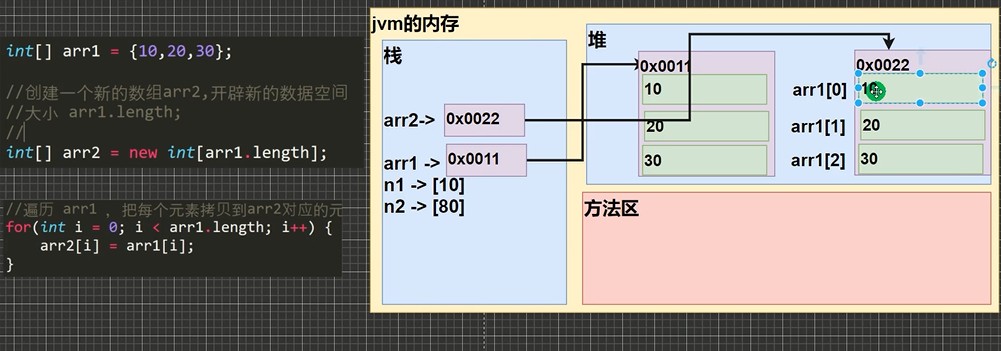 int[] arr1 = {10,20,30};
//创建一个新的数组arr2,开辟新的数据空间
//大小 arr1.length;
//
int[] arr2 = new int[arr1.length];
//遍历 arr1 ，把每个元素拷贝到arr2对应的元
for(int i = 0; i < arr1.length; i++) {
arr2[i] = arr1[i];
}
jvm的内存
栈
arr2-> 0x0022
arr1 -> 0x0011
n1 -> [10]
n2 -> [80]
堆
0x0011
10
20
30
0x0022
arr1[0] 10
arr1[1] 20
arr1[2] 30
方法区